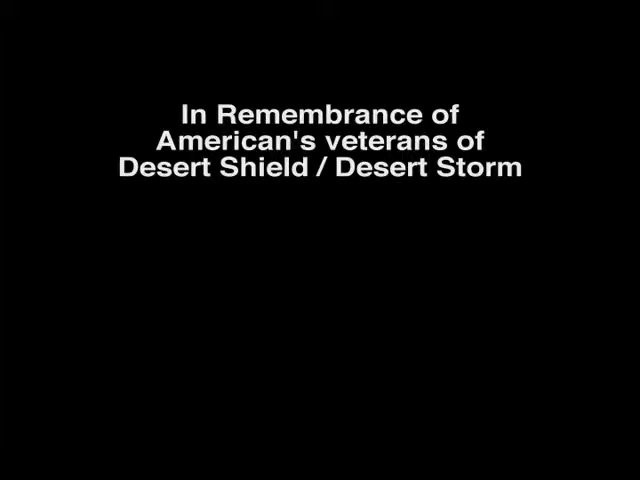 In Remembrance of
American's veterans of
Desert Shield / Desert Storm